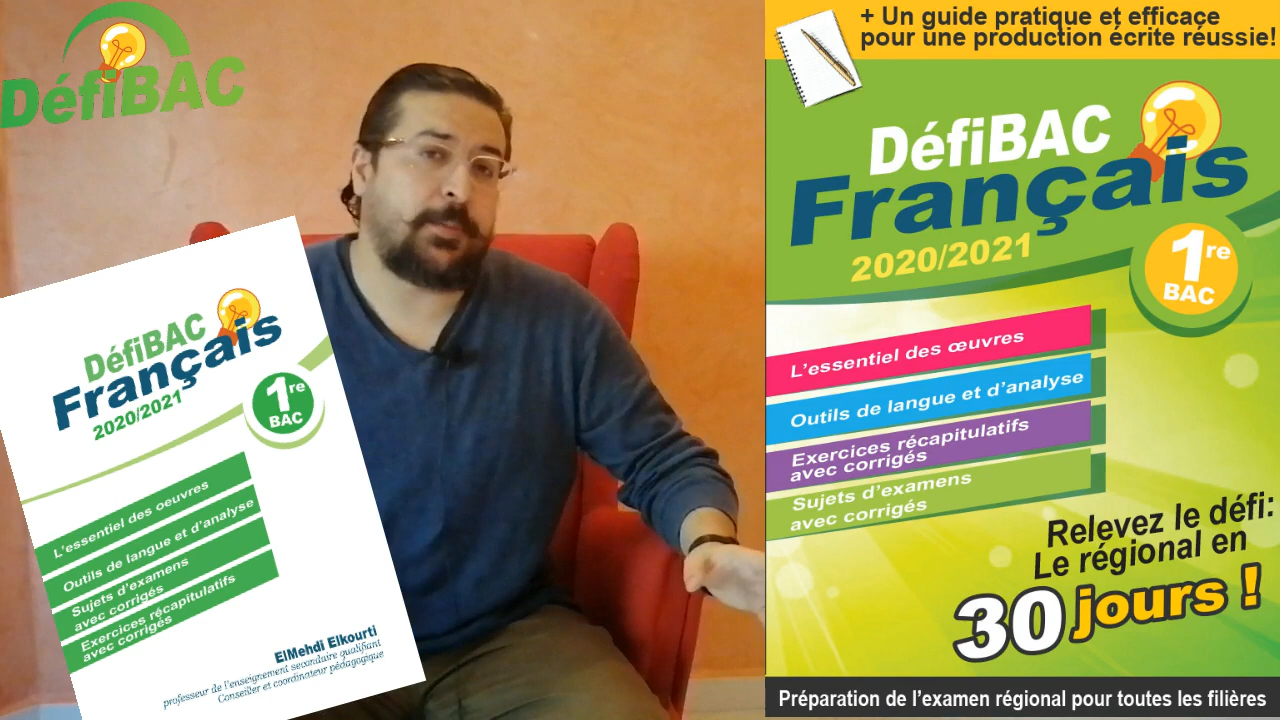 DéfiBAC
DéfiBAC
Français
2020/2021
1re
BAC
L'essentiel des oeuvres
Outils de langue et d'analyse
Sujets d'examens
avec corrigés
Exercices récapitulatifs
avec corrigés
ElMehdi Elkourti
professeur de l'enseignement secondaire qualifiant
Conseiller et coordinateur pédagogique
+ Un guide pratique et efficace
pour une production écrite réussie!
DéfiBAC
Français
2020/2021
1re
BAC
L'essentiel des œuvres
Outils de langue et d'analyse
Exercices récapitulatifs
avec corrigés
Sujets d'examens
avec corrigés
Relevez le défi:
Le régional en
30 jours !
Préparation de l'examen régional pour toutes les filières